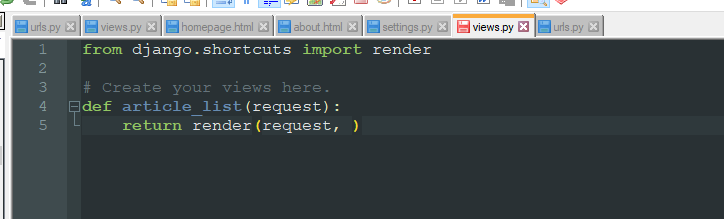 urls.py views.py homepage.html about.html settings.py views.py urls.py
1 from django.shortcuts import render
2
3 # Create your views here.
4 def article_list(request):
5 return render(request, )